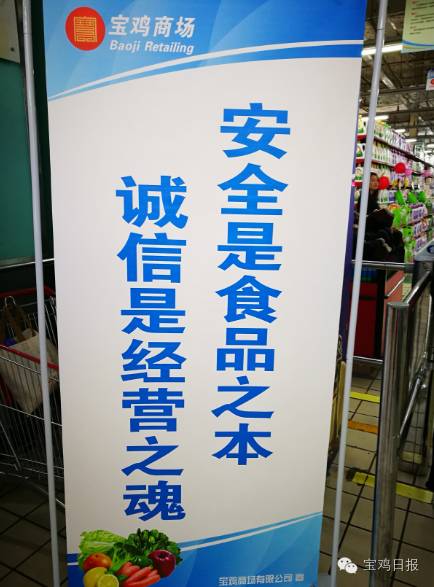 宝鸡商场
Baoji Retailing
安全是食品之本
诚信是经营之魂
宝鸡商场有限公司
宝鸡日报